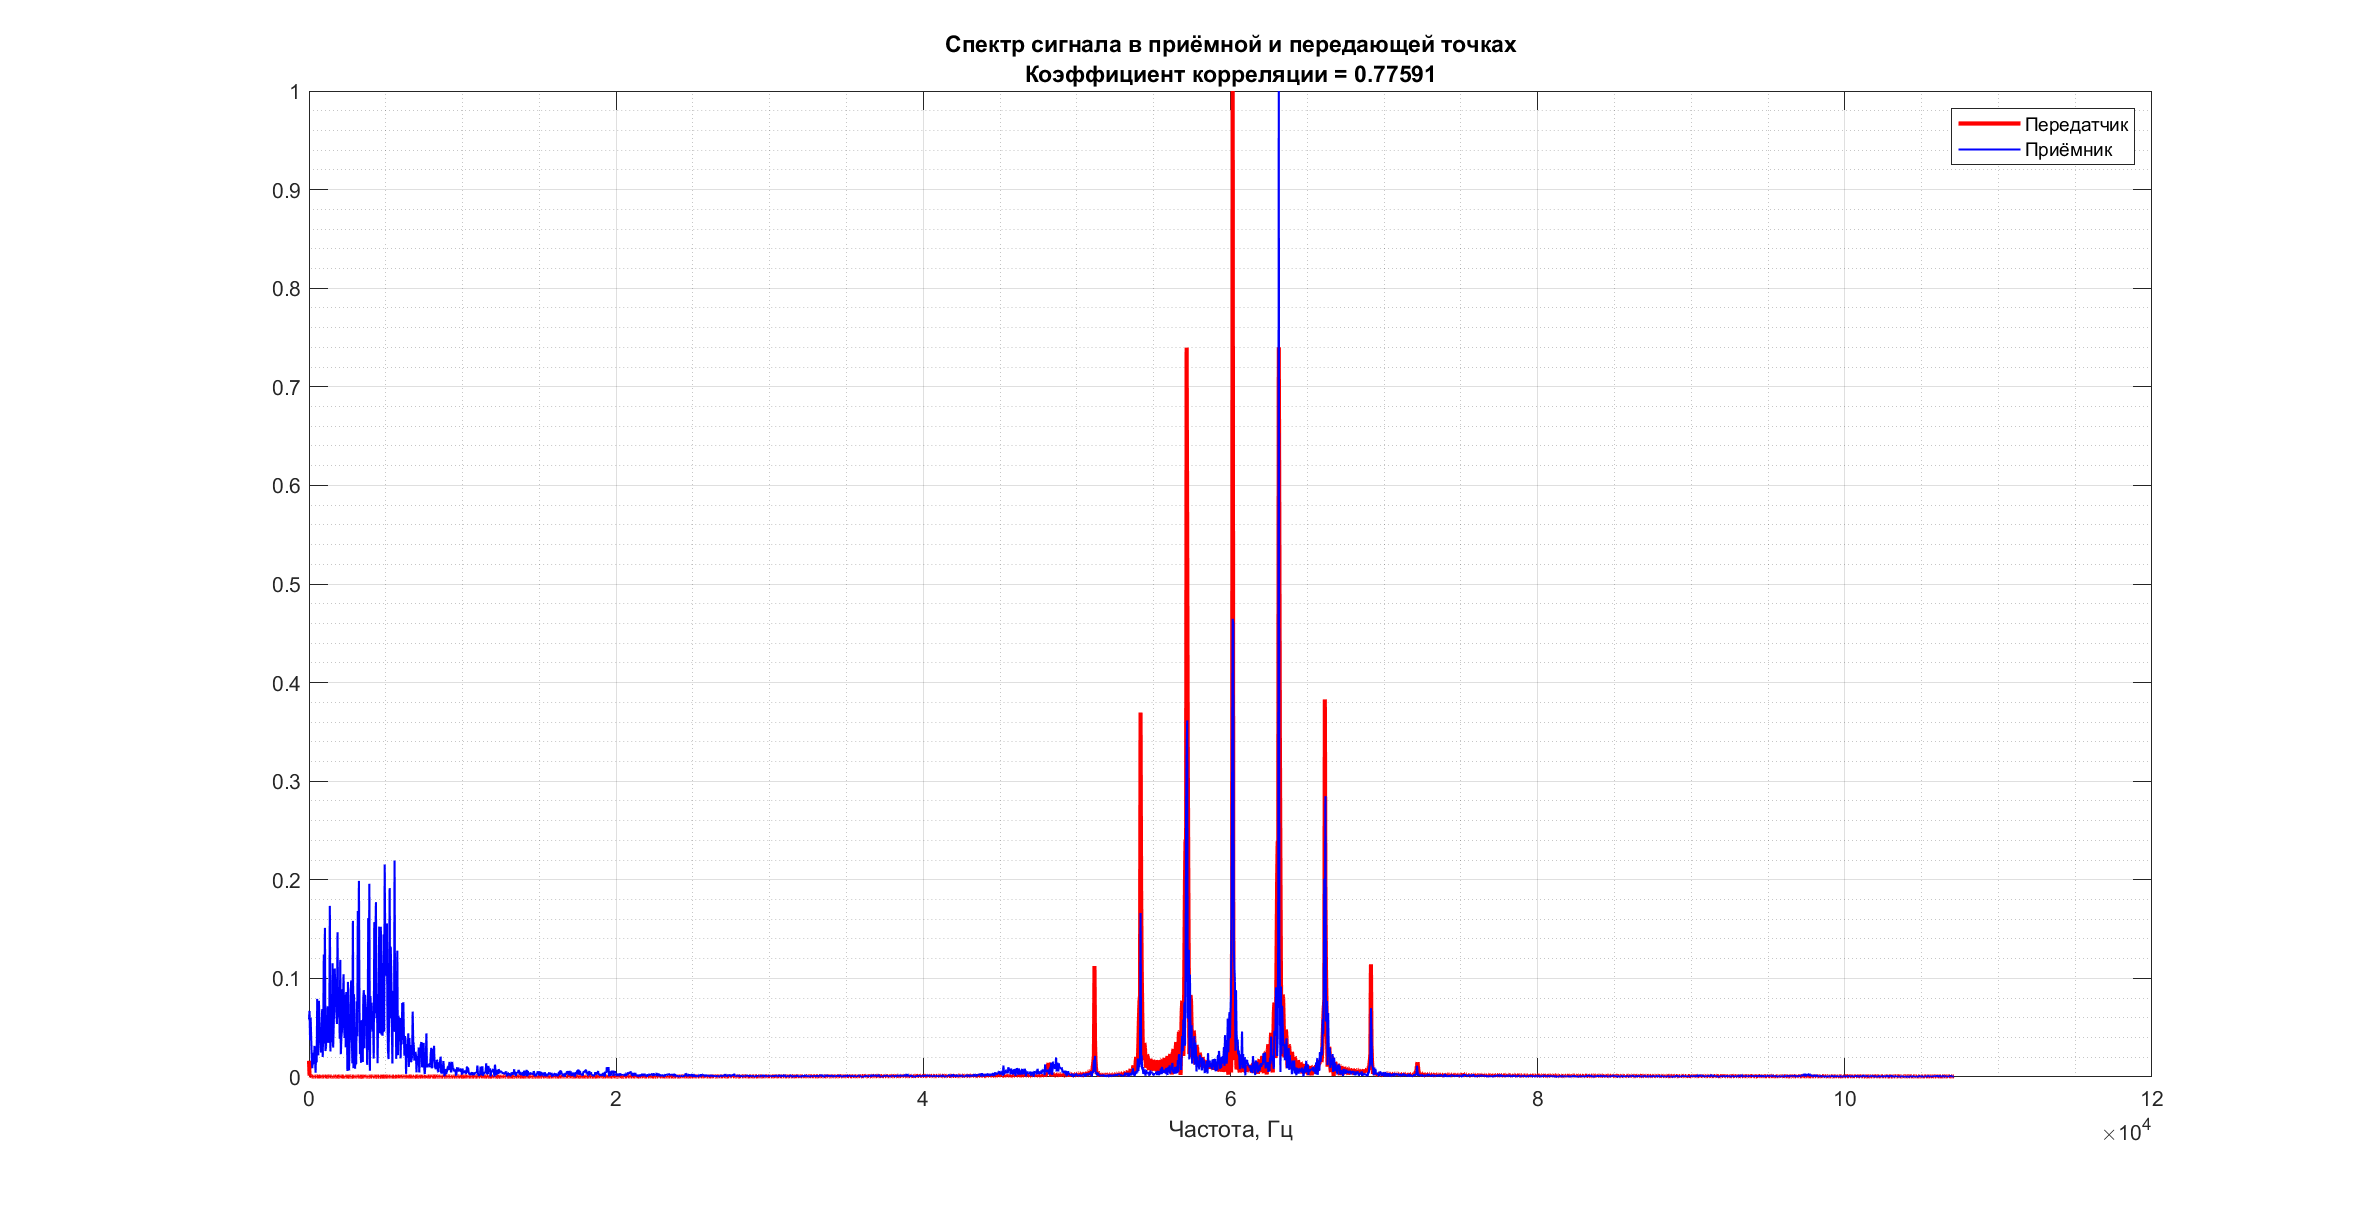 Спектр сигнала в приёмной и передающей точках
Коэффициент корреляции = 0.77591
Передатчик
Приёмник
1
0.9
0.8
0.7
0.6
0.5
0.4
0.3
0.2
0.1
0
0 2 4 6 8 10 12
Частота, Гц
×10⁴